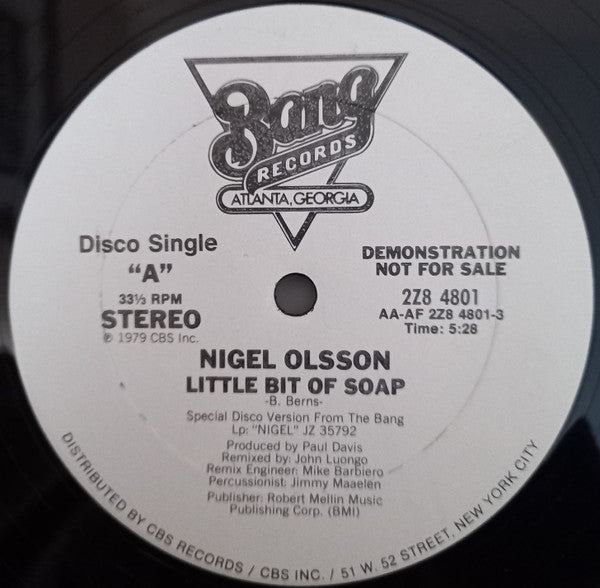 Bang
RECORDS
ATLANTA, GEORGIA
Disco Single
"A"
33⅓ RPM
STEREO
℗ 1979 CBS Inc.
DEMONSTRATION
NOT FOR SALE
2Z8 4801
AA-AF 2Z8 4801-3
Time: 5:28
NIGEL OLSSON
LITTLE BIT OF SOAP
-B. Berns-
Special Disco Version From The Bang
Lp: "NIGEL" JZ 35792
Produced by Paul Davis
Remixed by: John Luongo
Remix Engineer: Mike Barbiero
Percussionist: Jimmy Maaelen
Publisher: Robert Mellin Music
Publishing Corp. (BMI)
DISTRIBUTED BY CBS RECORDS / CBS INC. / 51 W. 52 STREET, NEW YORK CITY